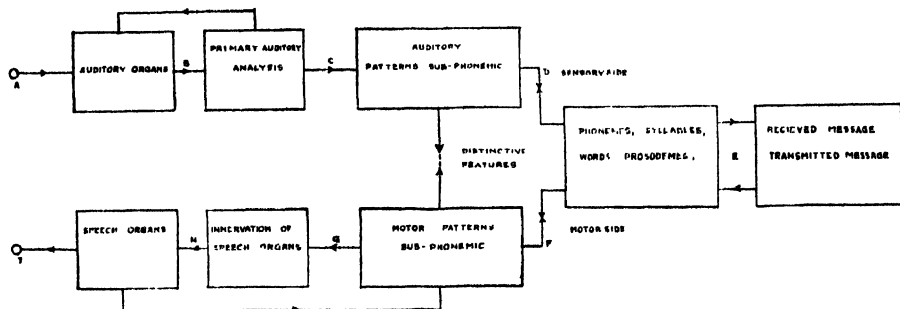 AUDITORY ORGANS
PRIMARY AUDITORY
ANALYSIS
AUDITORY
PATTERNS SUB-PHONEMIC
A
B
C
D
SENSORY SIDE
PHONEMES, SYLLABLES,
WORDS PROSODEMES.
E
RECIEVED MESSAGE
TRANSMITTED MESSAGE
DISTINCTIVE
FEATURES
SPEECH ORGANS
INNERVATION OF
SPEECH ORGANS
MOTOR PATTERNS
SUB-PHONEMIC
H
G
F
MOTOR SIDE